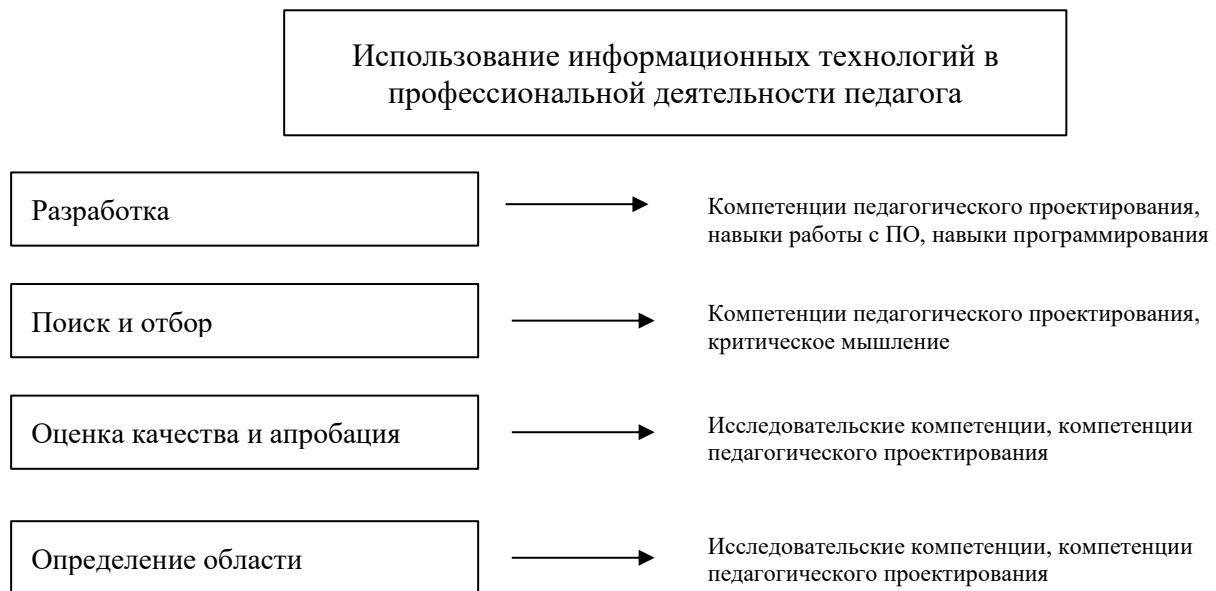 Использование информационных технологий в
профессиональной деятельности педагога
Разработка
Компетенции педагогического проектирования,
навыки работы с ПО, навыки программирования
Поиск и отбор
Компетенции педагогического проектирования,
критическое мышление
Оценка качества и апробация
Исследовательские компетенции, компетенции
педагогического проектирования
Определение области
Исследовательские компетенции, компетенции
педагогического проектирования